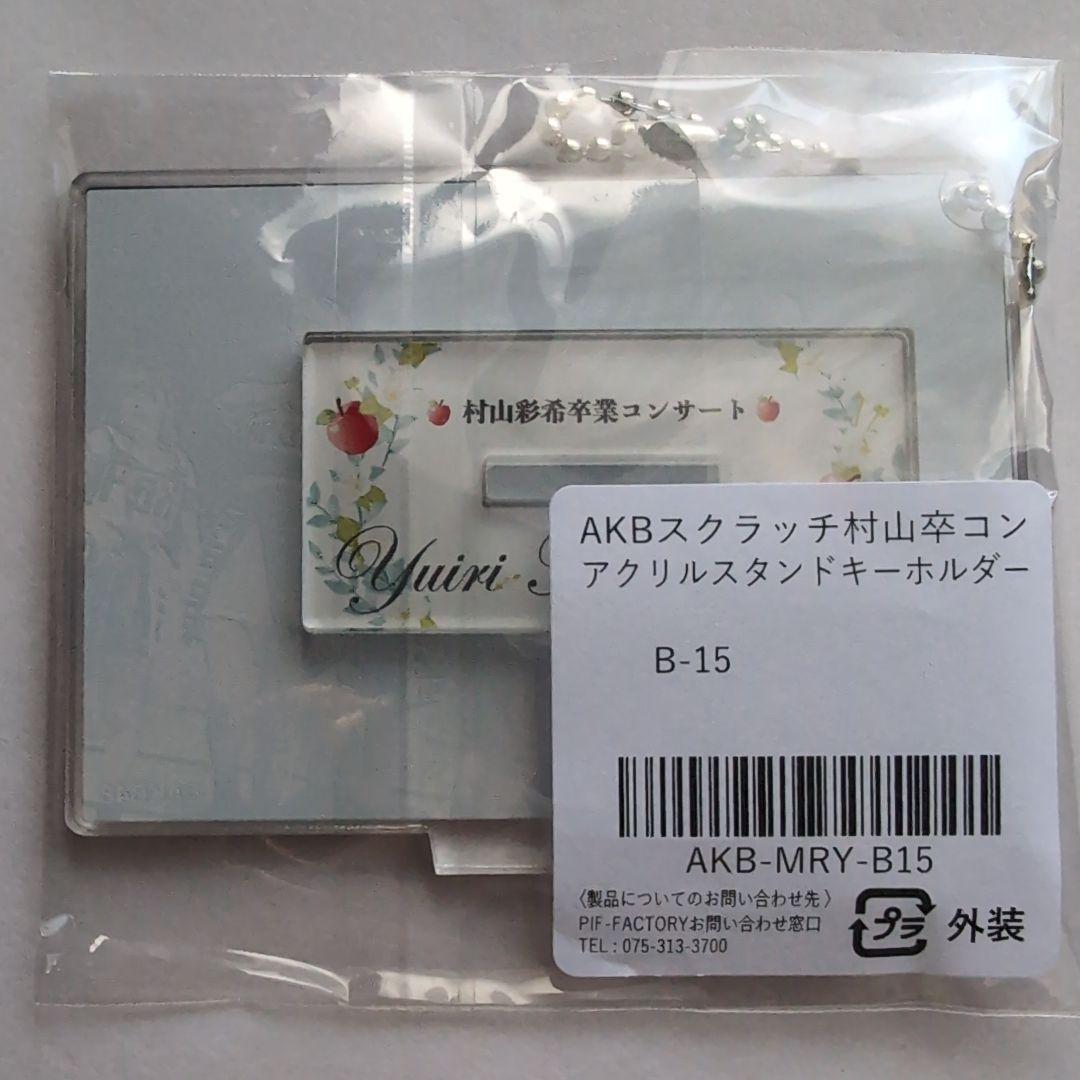 村山彩希卒業コンサート
Yuiri
AKBスクラッチ村山卒コン
アクリルスタンドキーホルダー
B-15
AKB-MRY-B15
〈製品についてのお問い合わせ先〉
PIF-FACTORYお問い合わせ窓口
TEL : 075-313-3700
プラ 外装